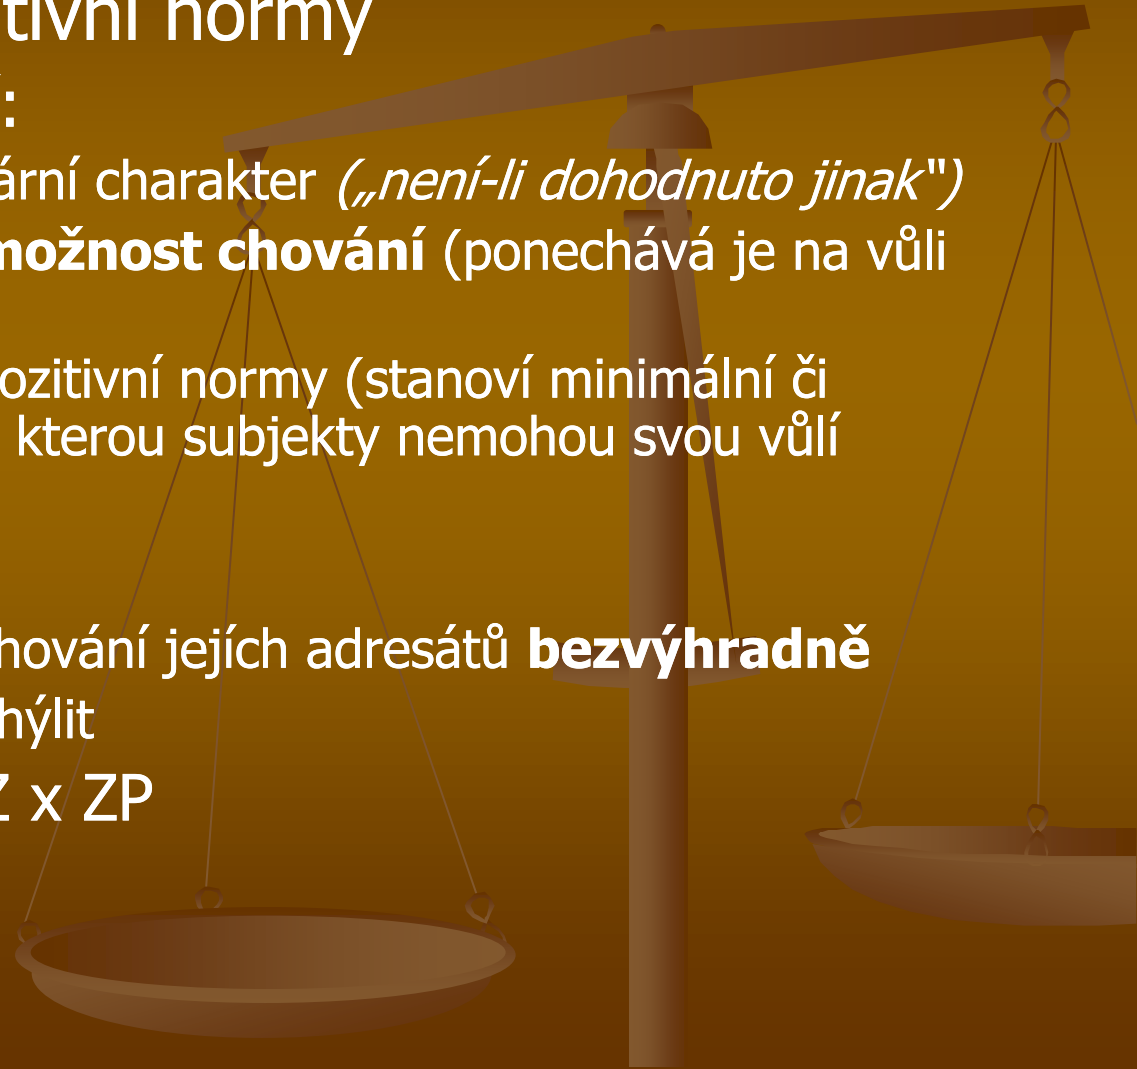 tivní normy
:
ární charakter („není-li dohodnuto jinak“)
možnost chování (ponechává je na vůli
ozitivní normy (stanoví minimální či
kterou subjekty nemohou svou vůlí
hování jejích adresátů bezvýhradně
hýlit
Z x ZP